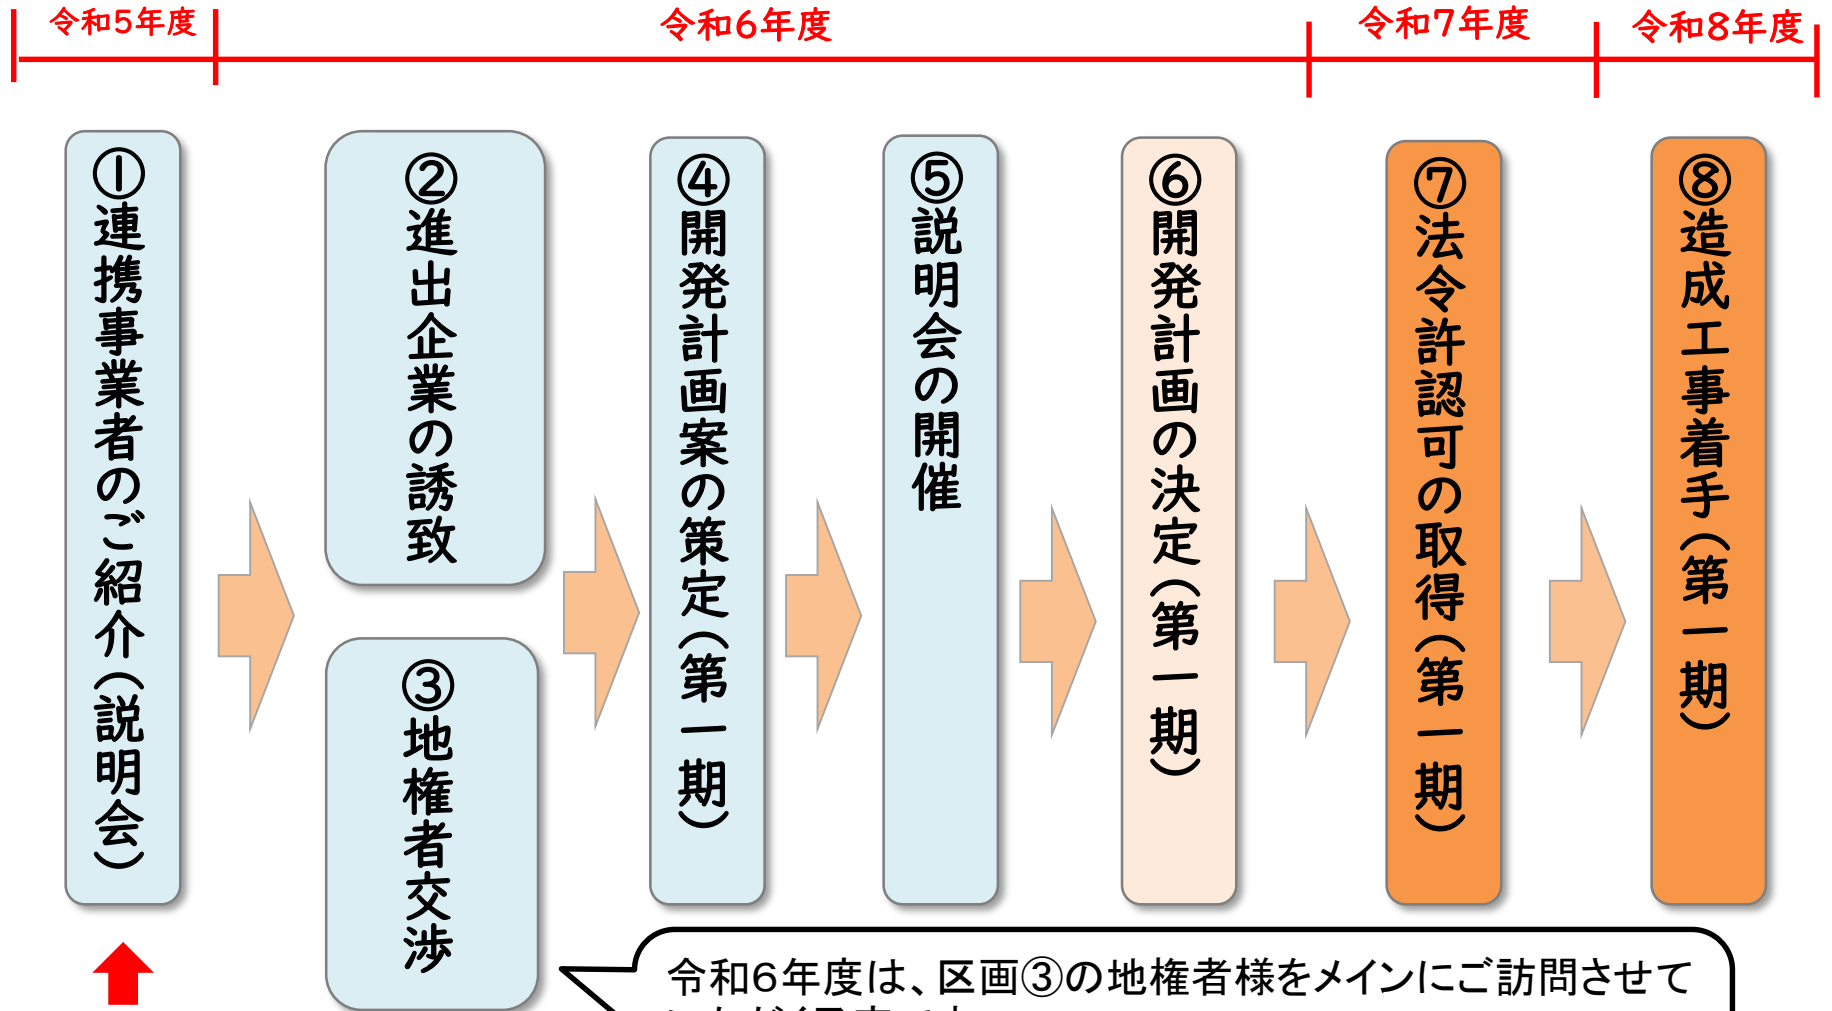 令和5年度
令和6年度
令和7年度
令和8年度
①連携事業者のご紹介(説明会)
②進出企業の誘致
③地権者交渉
④開発計画案の策定(第一期)
⑤説明会の開催
⑥開発計画の決定(第一期)
⑦法令許認可の取得(第一期)
⑧造成工事着手(第一期)
令和6年度は、区画③の地権者様をメインにご訪問させて